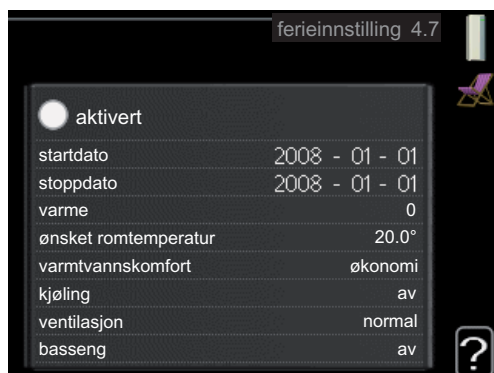 ferieinnstilling 4.7
aktivert
startdato 2008 - 01 - 01
stoppdato 2008 - 01 - 01
varme 0
ønsket romtemperatur 20.0°
varmtvannskomfort økonomi
kjøling av
ventilasjon normal
basseng av
?